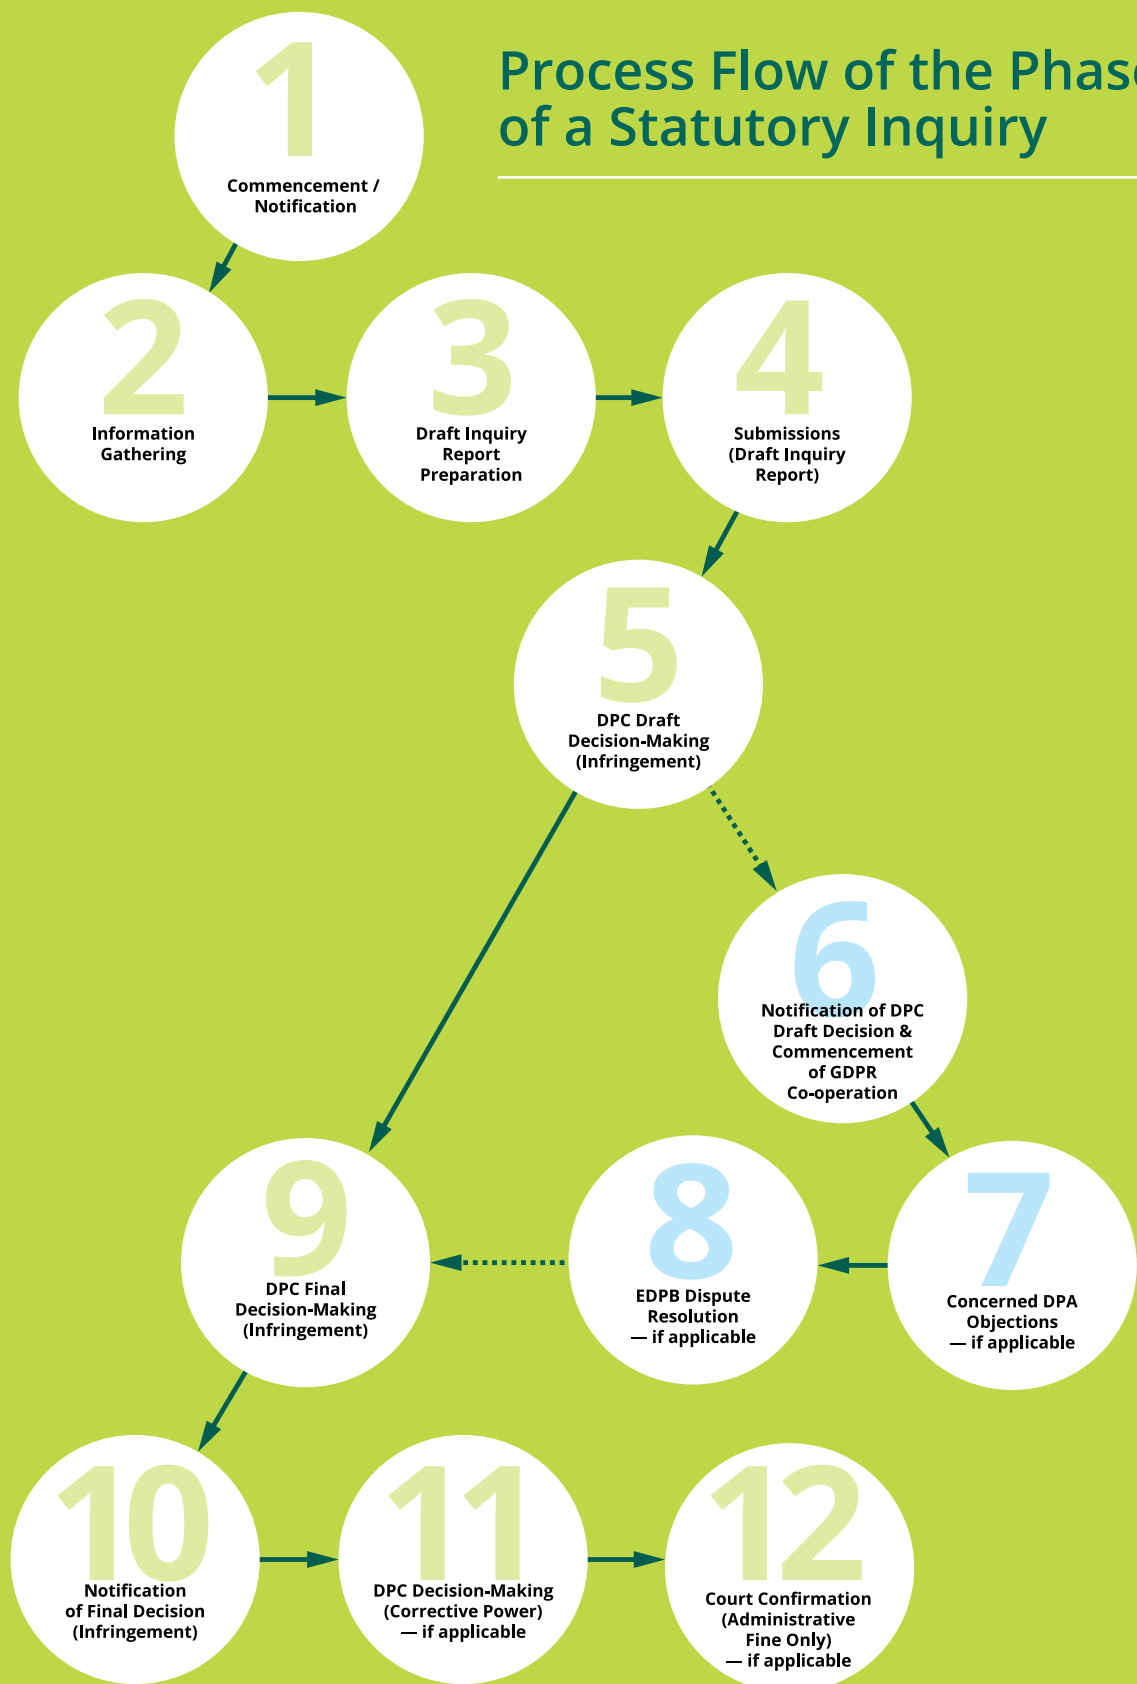 Process Flow of the Phase
of a Statutory Inquiry
1
Commencement /
Notification
2
Information
Gathering
3
Draft Inquiry
Report
Preparation
4
Submissions
(Draft Inquiry
Report)
5
DPC Draft
Decision-Making
(Infringement)
6
Notification of DPC
Draft Decision &
Commencement
of GDPR
Co-operation
7
Concerned DPA
Objections
— if applicable
8
EDPB Dispute
Resolution
— if applicable
9
DPC Final
Decision-Making
(Infringement)
10
Notification
of Final Decision
(Infringement)
11
DPC Decision-Making
(Corrective Power)
— if applicable
12
Court Confirmation
(Administrative
Fine Only)
— if applicable